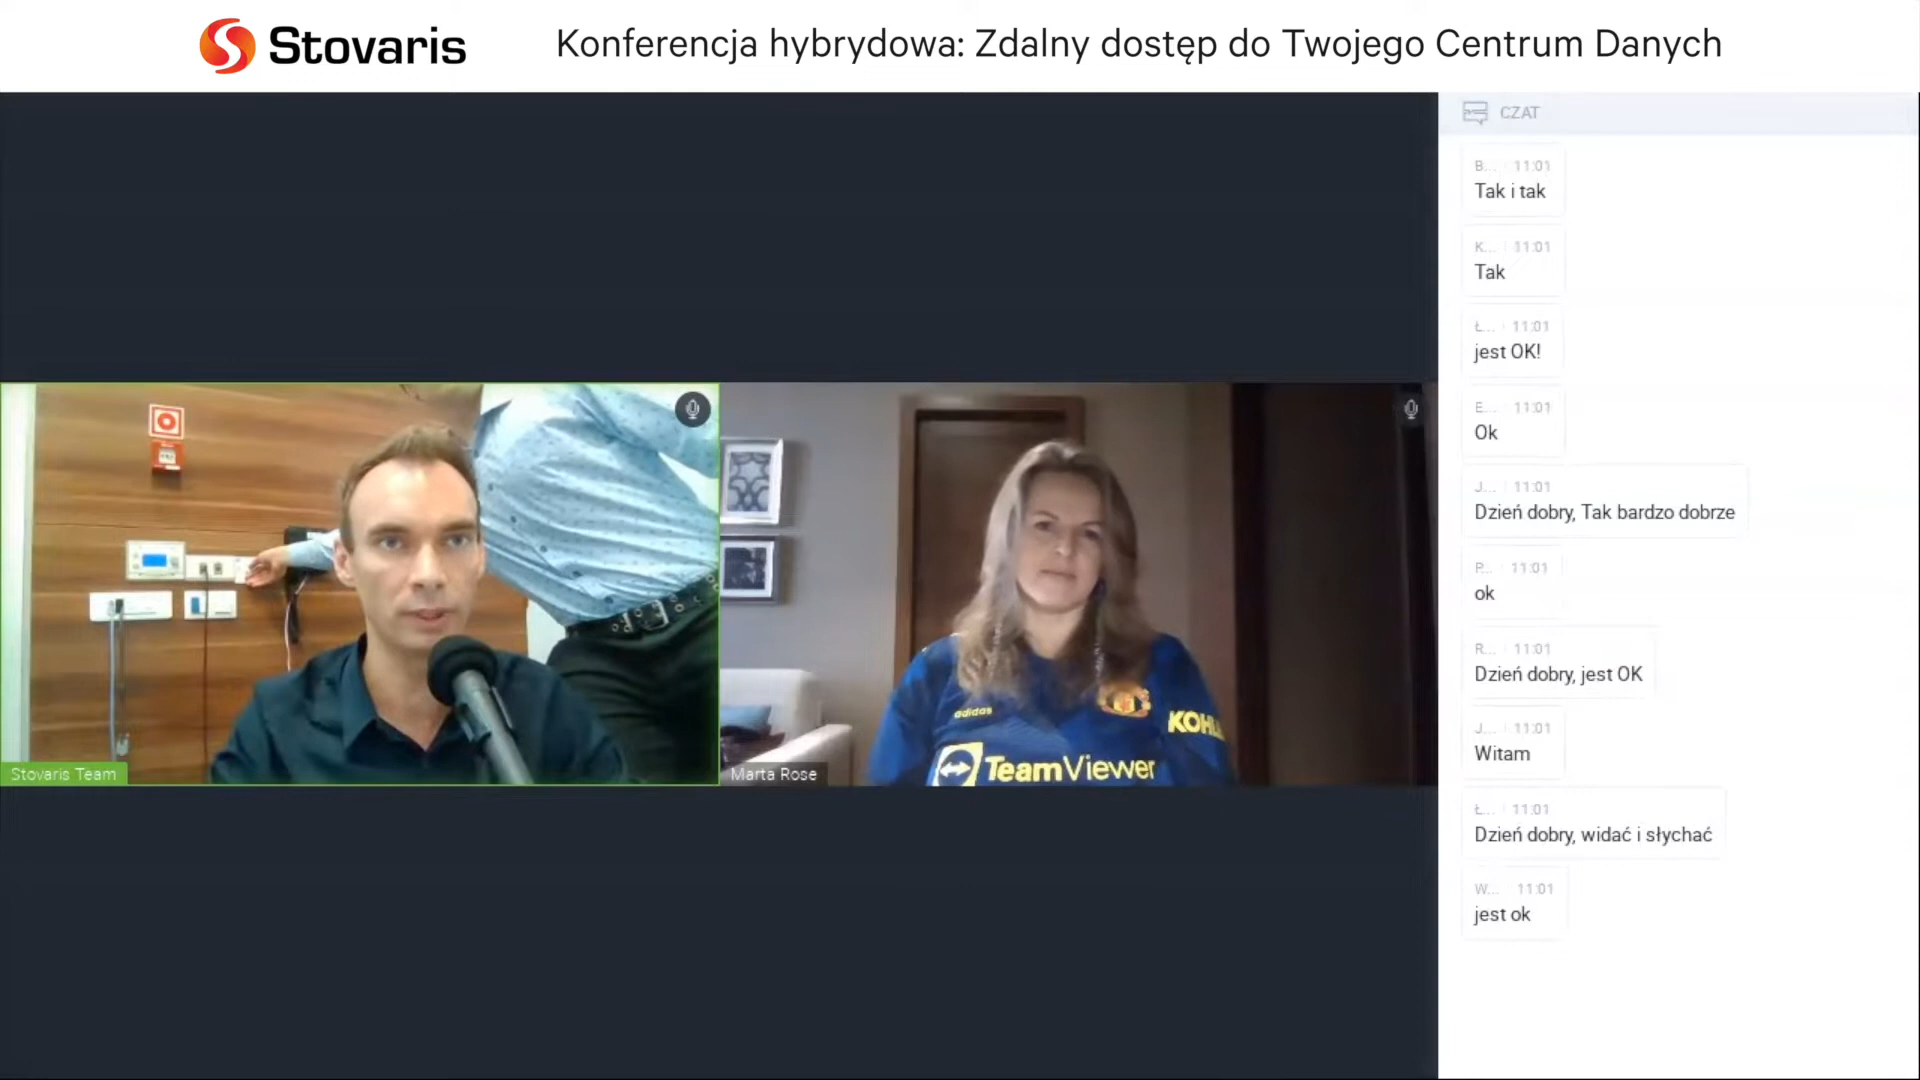 Stovaris
Konferencja hybrydowa: Zdalny dostęp do Twojego Centrum Danych
CZAT
B... 11:01
Tak i tak
K... 11:01
Tak
Ł... 11:01
jest OK!
E... 11:01
Ok
J... 11:01
Dzień dobry, Tak bardzo dobrze
P... 11:01
ok
R... 11:01
Dzień dobry, jest OK
J... 11:01
Witam
Ł... 11:01
Dzień dobry, widać i słychać
W... 11:01
jest ok
adidas
TeamViewer
Stovaris Team
Marta Rose